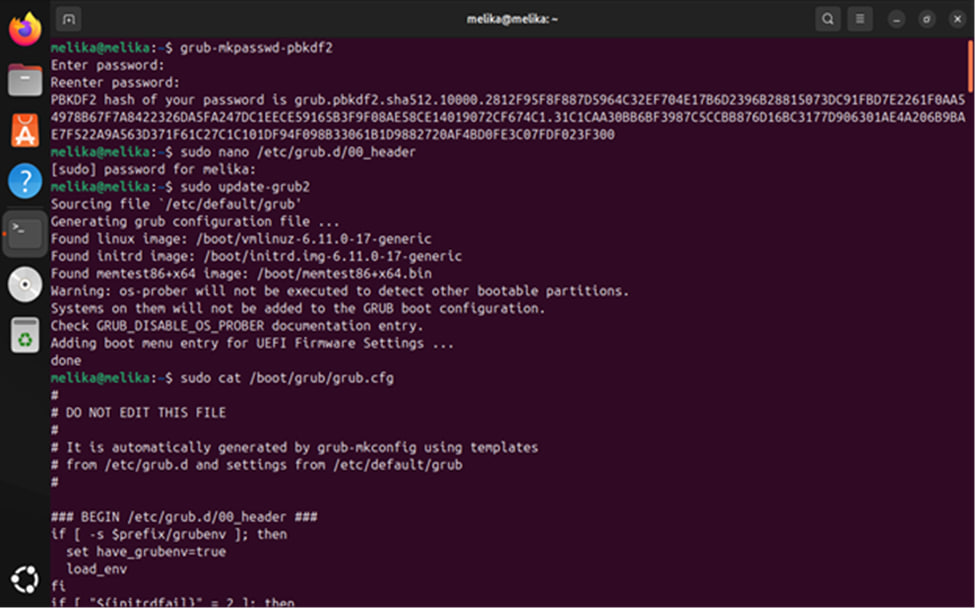 melika@melika: ~
melika@melika:~$ grub-mkpasswd-pbkdf2
Enter password:
Reenter password:
PBKDF2 hash of your password is grub.pbkdf2.sha512.10000.2812F95F8F887D5964C32EF704E17B6D2396B28815073DC91FBD7E2261F0AA5
4978B67F7A8422326DA5FA247DC1EECE59165B3F9F08AE58CE14019072CF674C1.31C1CAA30BB6BF3987C5CCBB876D16BC3177D906301AE4A206B9BA
E7F522A9A563D371F61C27C1C101DF94F098B33061B1D9882720AF4BD0FE3C07FDF023F300
melika@melika:~$ sudo nano /etc/grub.d/00_header
[sudo] password for melika:
melika@melika:~$ sudo update-grub2
Sourcing file `/etc/default/grub'
Generating grub configuration file ...
Found linux image: /boot/vmlinuz-6.11.0-17-generic
Found initrd image: /boot/initrd.img-6.11.0-17-generic
Found memtest86+x64 image: /boot/memtest86+x64.bin
Warning: os-prober will not be executed to detect other bootable partitions.
Systems on them will not be added to the GRUB boot configuration.
Check GRUB_DISABLE_OS_PROBER documentation entry.
Adding boot menu entry for UEFI Firmware Settings ...
done
melika@melika:~$ sudo cat /boot/grub/grub.cfg
#
# DO NOT EDIT THIS FILE
#
# It is automatically generated by grub-mkconfig using templates
# from /etc/grub.d and settings from /etc/default/grub
#
### BEGIN /etc/grub.d/00_header ###
if [ -s $prefix/grubenv ]; then
set have_grubenv=true
load_env
fi
if [ "${initrdfail}" = 2 ]; then